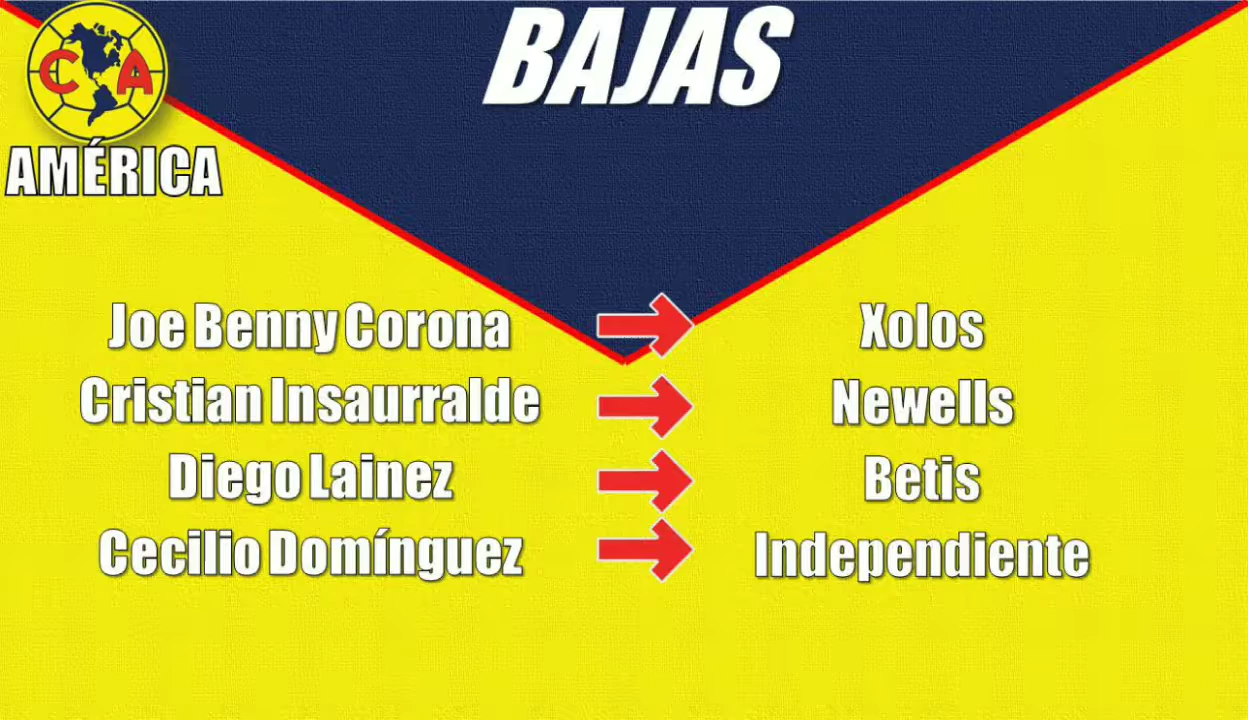 BAJAS
CA
AMÉRICA
Joe Benny Corona Xolos
Cristian Insaurralde Newells
Diego Lainez Betis
Cecilio Domínguez Independiente